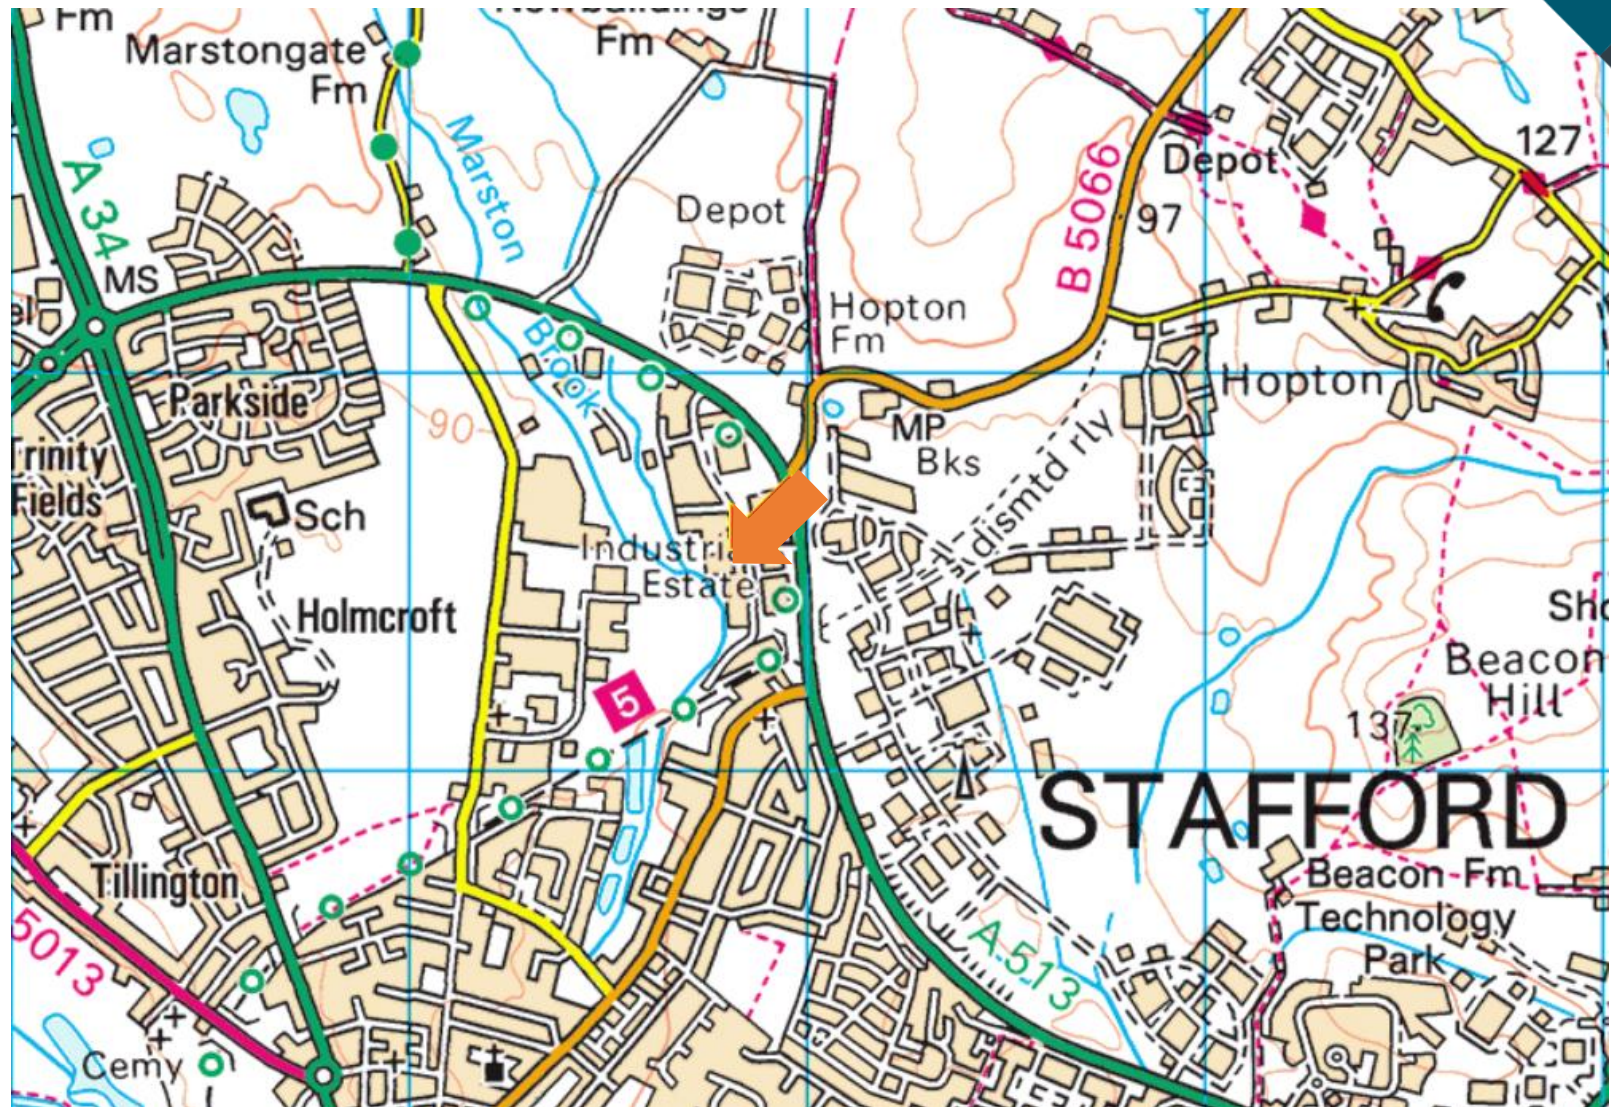 Fm
Marstongate
Fm
Newbuildings
Fm
A 34
MS
Marston
Brook
Depot
Hopton
Fm
B 5066
97
Depot
127
Hopton
Parkside
90
Trinity
Fields
Sch
Holmcroft
Industria
Estate
MP
Bks
dismtd rly
5
Beacon
Hill
137
STAFFORD
Tillington
5013
Cemy
A 513
Beacon Fm
Technology
Park